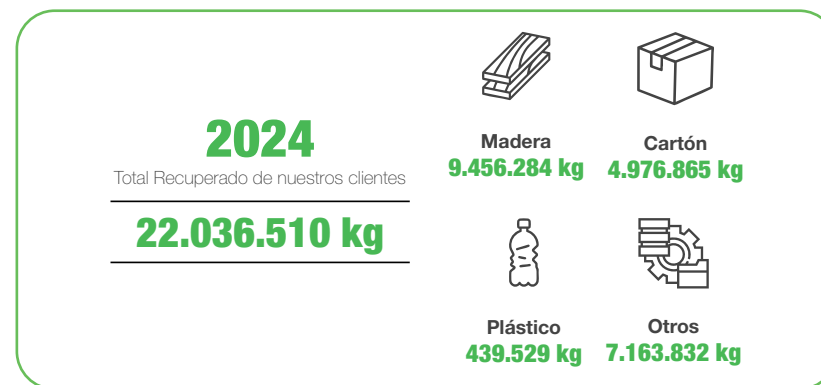 2024
Total Recuperado de nuestros clientes
22.036.510 kg
Madera
9.456.284 kg
Cartón
4.976.865 kg
Plástico
439.529 kg
Otros
7.163.832 kg